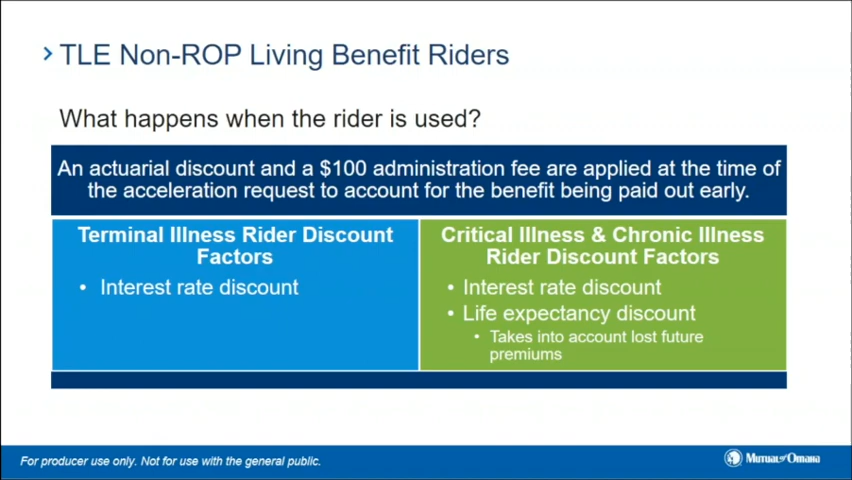 TLE Non-ROP Living Benefit Riders
What happens when the rider is used?
An actuarial discount and a $100 administration fee are applied at the time of
the acceleration request to account for the benefit being paid out early.
Terminal Illness Rider Discount
Factors
• Interest rate discount
Critical Illness & Chronic Illness
Rider Discount Factors
• Interest rate discount
• Life expectancy discount
• Takes into account lost future
premiums
For producer use only. Not for use with the general public.
Mutual of Omaha